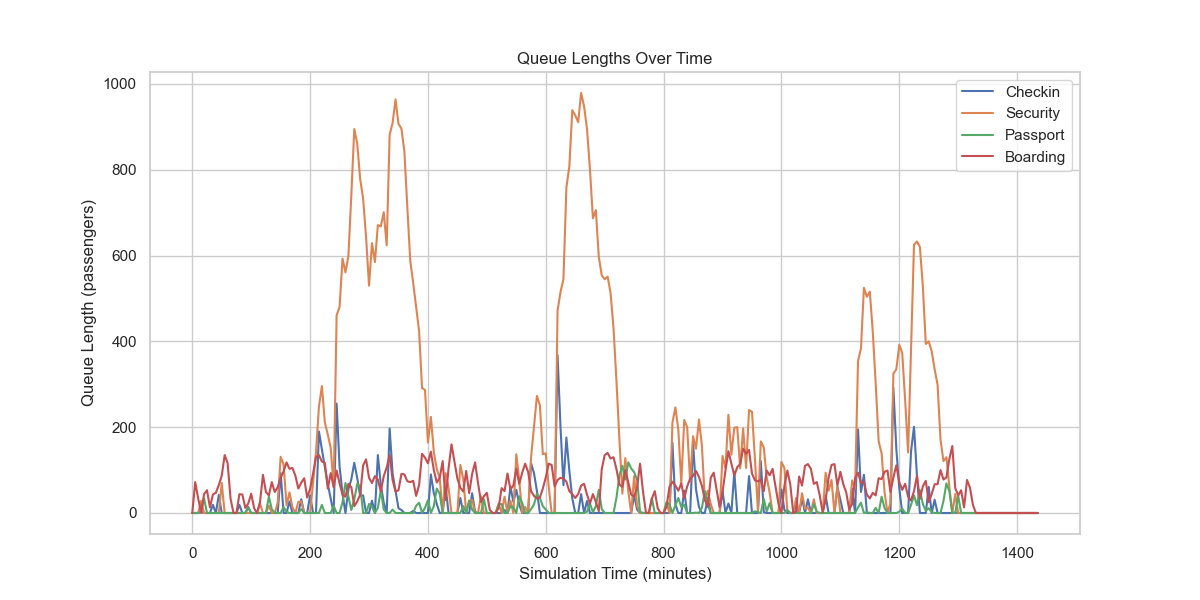 Queue Lengths Over Time
Checkin
Security
Passport
Boarding
Queue Length (passengers)
1000
800
600
400
200
0
0 200 400 600 800 1000 1200 1400
Simulation Time (minutes)